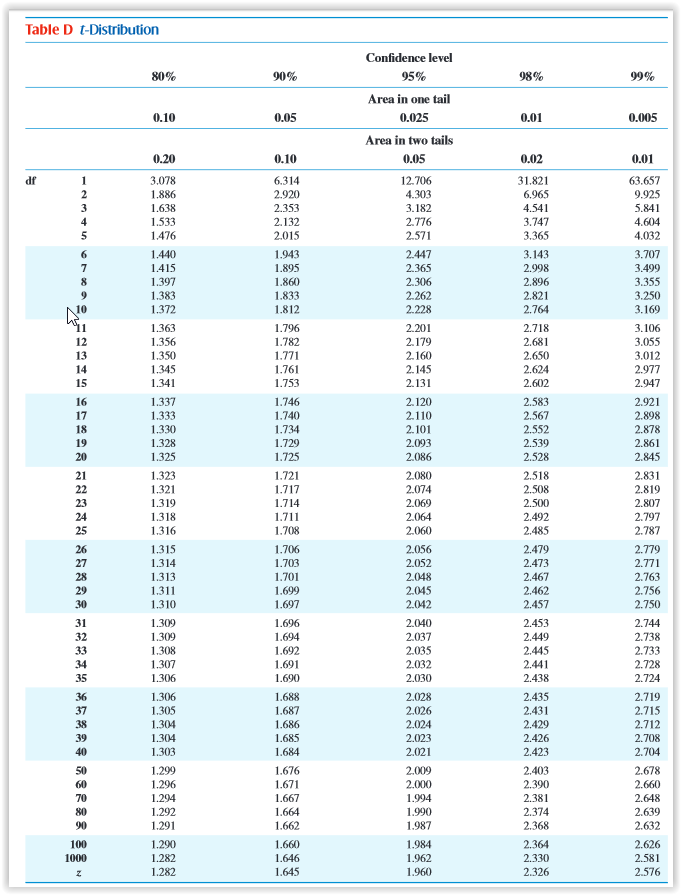 Table D t-Distribution
Confidence level
80% 90% 95% 98% 99%
Area in one tail
0.10 0.05 0.025 0.01 0.005
Area in two tails
0.20 0.10 0.05 0.02 0.01
df 1 3.078 6.314 12.706 31.821 63.657
2 1.886 2.920 4.303 6.965 9.925
3 1.638 2.353 3.182 4.541 5.841
4 1.533 2.132 2.776 3.747 4.604
5 1.476 2.015 2.571 3.365 4.032
6 1.440 1.943 2.447 3.143 3.707
7 1.415 1.895 2.365 2.998 3.499
8 1.397 1.860 2.306 2.896 3.355
9 1.383 1.833 2.262 2.821 3.250
10 1.372 1.812 2.228 2.764 3.169
11 1.363 1.796 2.201 2.718 3.106
12 1.356 1.782 2.179 2.681 3.055
13 1.350 1.771 2.160 2.650 3.012
14 1.345 1.761 2.145 2.624 2.977
15 1.341 1.753 2.131 2.602 2.947
16 1.337 1.746 2.120 2.583 2.921
17 1.333 1.740 2.110 2.567 2.898
18 1.330 1.734 2.101 2.552 2.878
19 1.328 1.729 2.093 2.539 2.861
20 1.325 1.725 2.086 2.528 2.845
21 1.323 1.721 2.080 2.518 2.831
22 1.321 1.717 2.074 2.508 2.819
23 1.319 1.714 2.069 2.500 2.807
24 1.318 1.711 2.064 2.492 2.797
25 1.316 1.708 2.060 2.485 2.787
26 1.315 1.706 2.056 2.479 2.779
27 1.314 1.703 2.052 2.473 2.771
28 1.313 1.701 2.048 2.467 2.763
29 1.311 1.699 2.045 2.462 2.756
30 1.310 1.697 2.042 2.457 2.750
31 1.309 1.696 2.040 2.453 2.744
32 1.309 1.694 2.037 2.449 2.738
33 1.308 1.692 2.035 2.445 2.733
34 1.307 1.691 2.032 2.441 2.728
35 1.306 1.690 2.030 2.438 2.724
36 1.306 1.688 2.028 2.435 2.719
37 1.305 1.687 2.026 2.431 2.715
38 1.304 1.686 2.024 2.429 2.712
39 1.304 1.685 2.023 2.426 2.708
40 1.303 1.684 2.021 2.423 2.704
50 1.299 1.676 2.009 2.403 2.678
60 1.296 1.671 2.000 2.390 2.660
70 1.294 1.667 1.994 2.381 2.648
80 1.292 1.664 1.990 2.374 2.639
90 1.291 1.662 1.987 2.368 2.632
100 1.290 1.660 1.984 2.364 2.626
1000 1.282 1.646 1.962 2.330 2.581
z 1.282 1.645 1.960 2.326 2.576